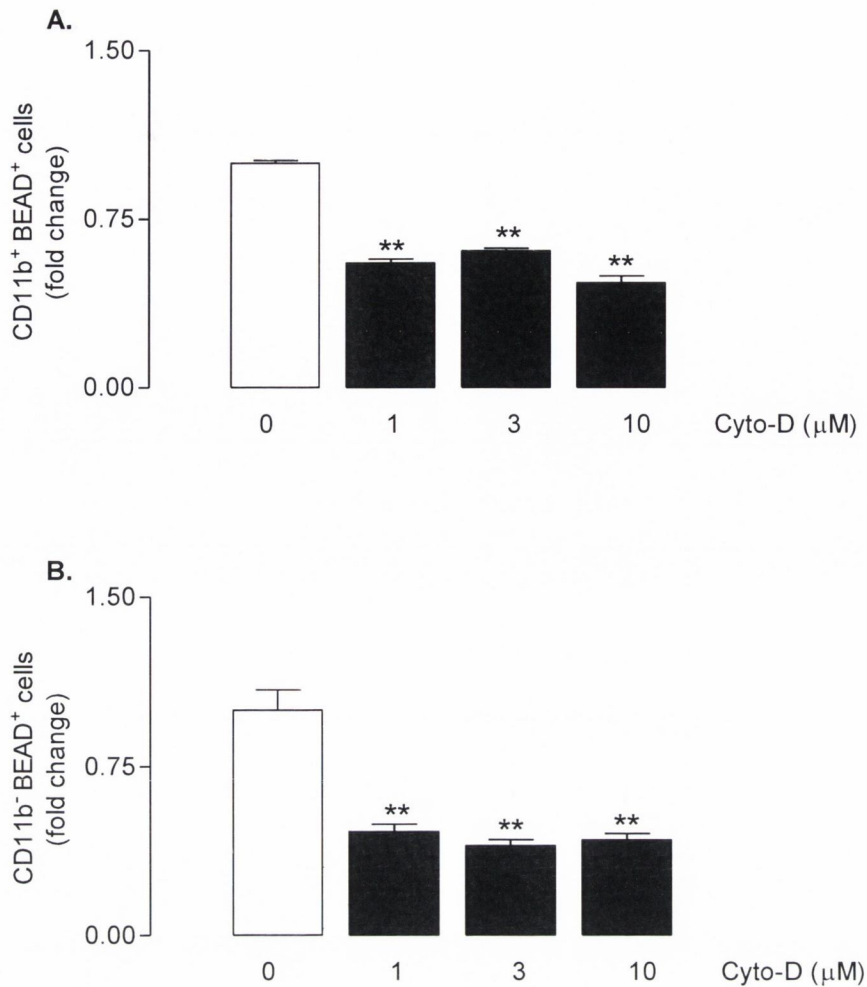 A.
1.50
0.75
0.00
CD11b⁺ BEAD⁺ cells
(fold change)
** ** **
0 1 3 10 Cyto-D (μM)
B.
1.50
0.75
0.00
CD11b⁻ BEAD⁺ cells
(fold change)
** ** **
0 1 3 10 Cyto-D (μM)